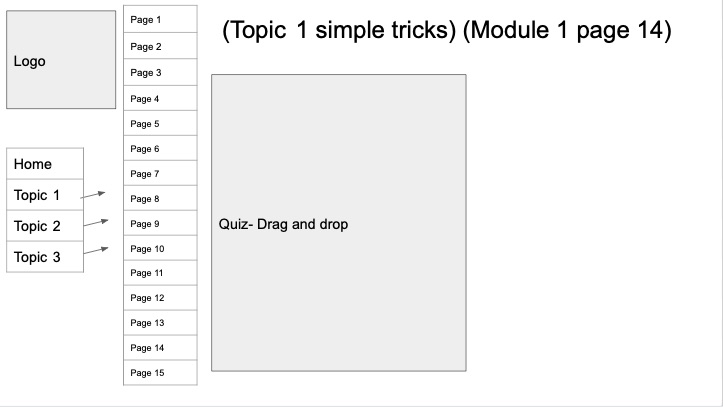 (Topic 1 simple tricks) (Module 1 page 14)
Logo
Home
Topic 1
Topic 2
Topic 3
Page 1
Page 2
Page 3
Page 4
Page 5
Page 6
Page 7
Page 8
Page 9
Page 10
Page 11
Page 12
Page 13
Page 14
Page 15
Quiz- Drag and drop